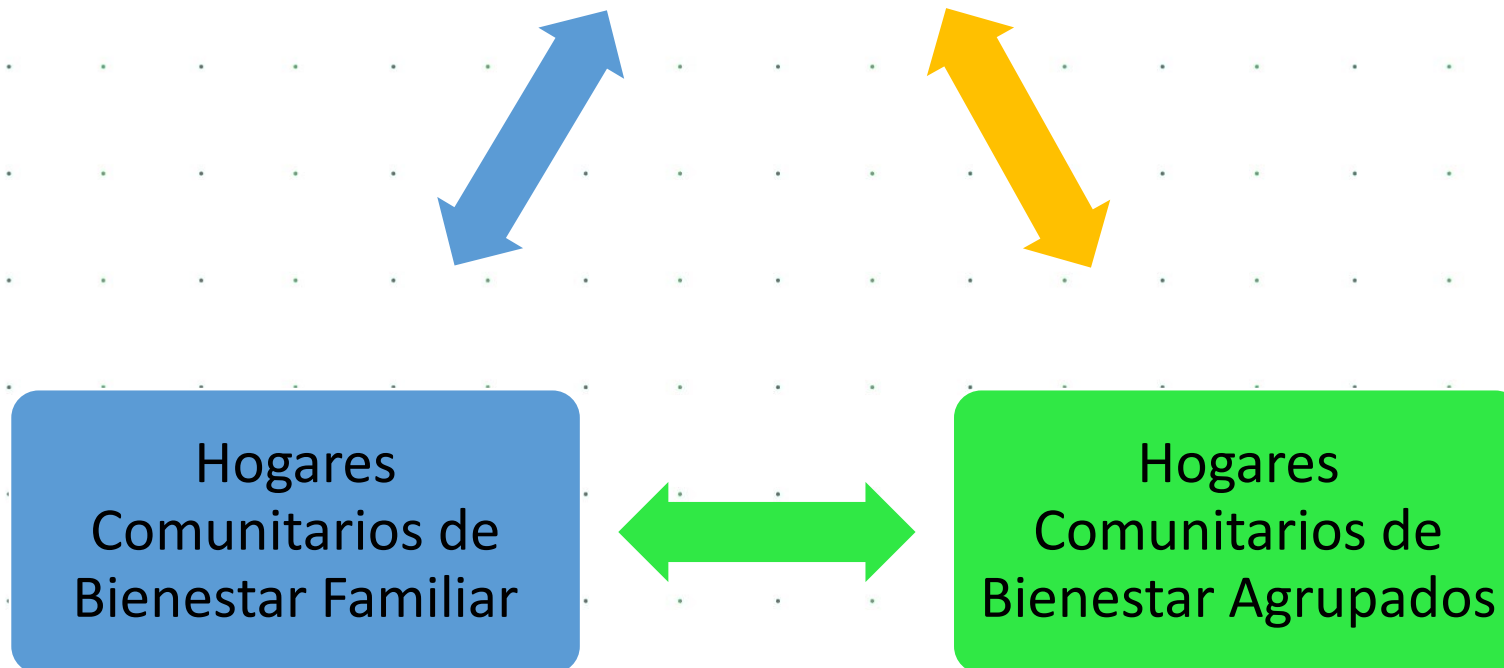 Hogares
Comunitarios de
Bienestar Familiar
Hogares
Comunitarios de
Bienestar Agrupados